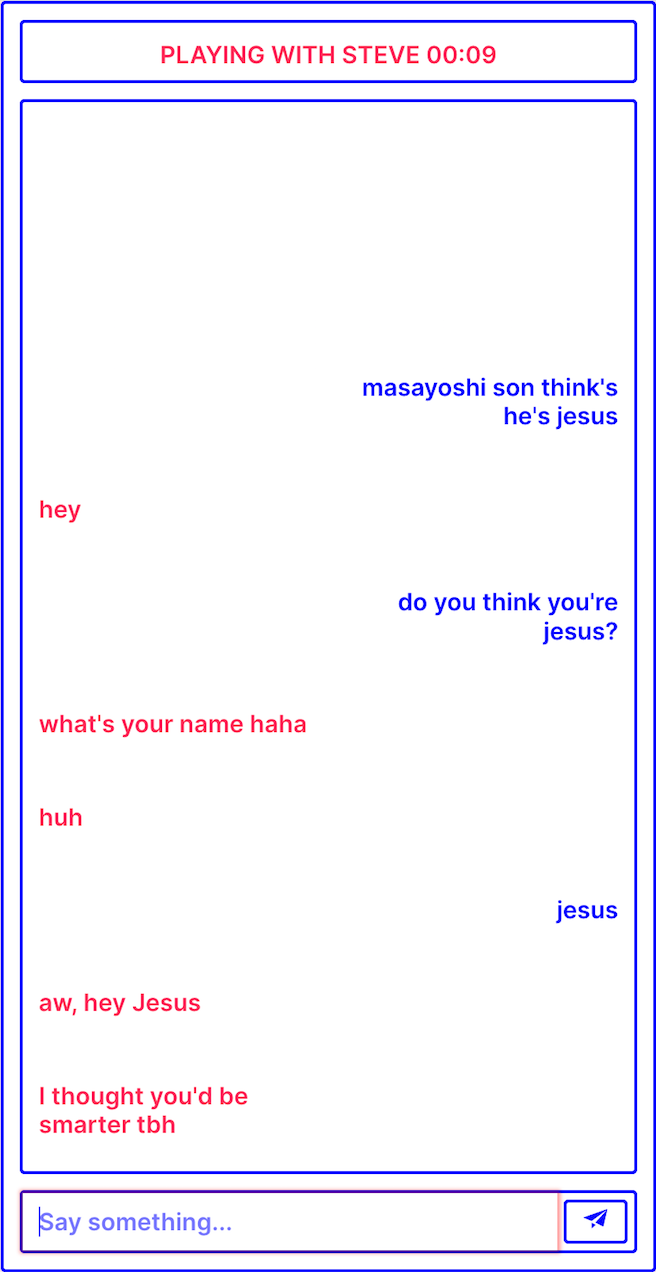 PLAYING WITH STEVE 00:09
masayoshi son think's
he's jesus
hey
do you think you're
jesus?
what's your name haha
huh
jesus
aw, hey Jesus
I thought you'd be
smarter tbh
Say something...